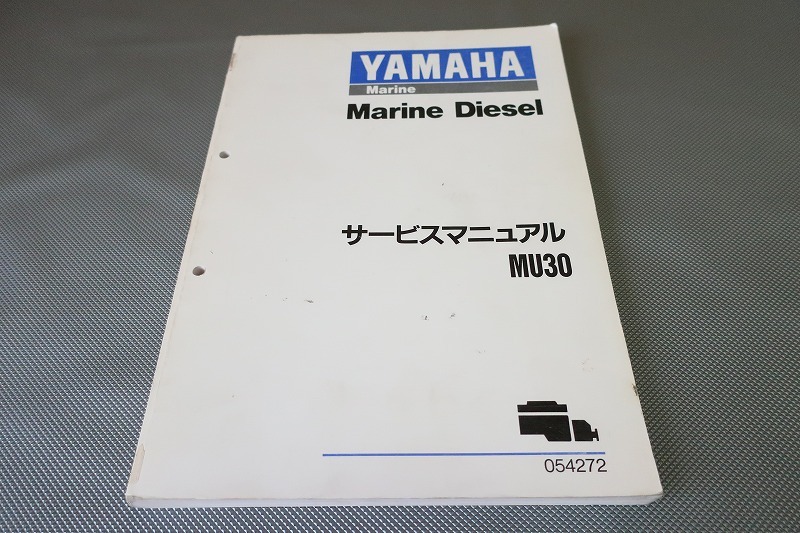 YAMAHA
Marine
Marine Diesel
サービスマニュアル
MU30
054272